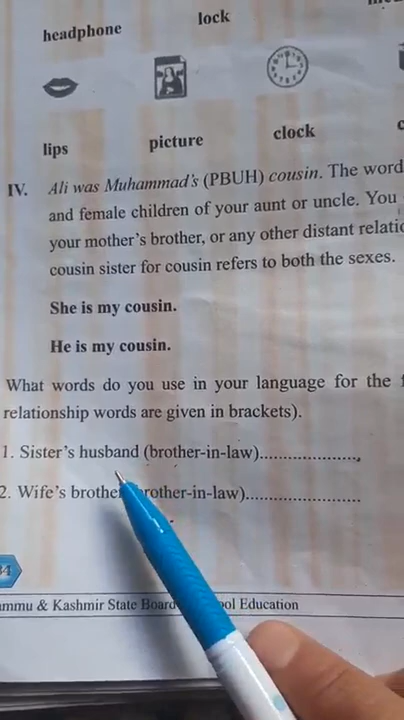 lock
headphone
lips
picture
clock
IV. Ali was Muhammad's (PBUH) cousin. The word
and female children of your aunt or uncle. You
your mother's brother, or any other distant
cousin sister for cousin refers to both the sexes.
She is my cousin.
He is my cousin.
What words do you use in your language for the
relationship words are given in brackets).
1. Sister's husband (brother-in-law)....................
2. Wife's brother-in-law)......................
& Kashmir State Board Education